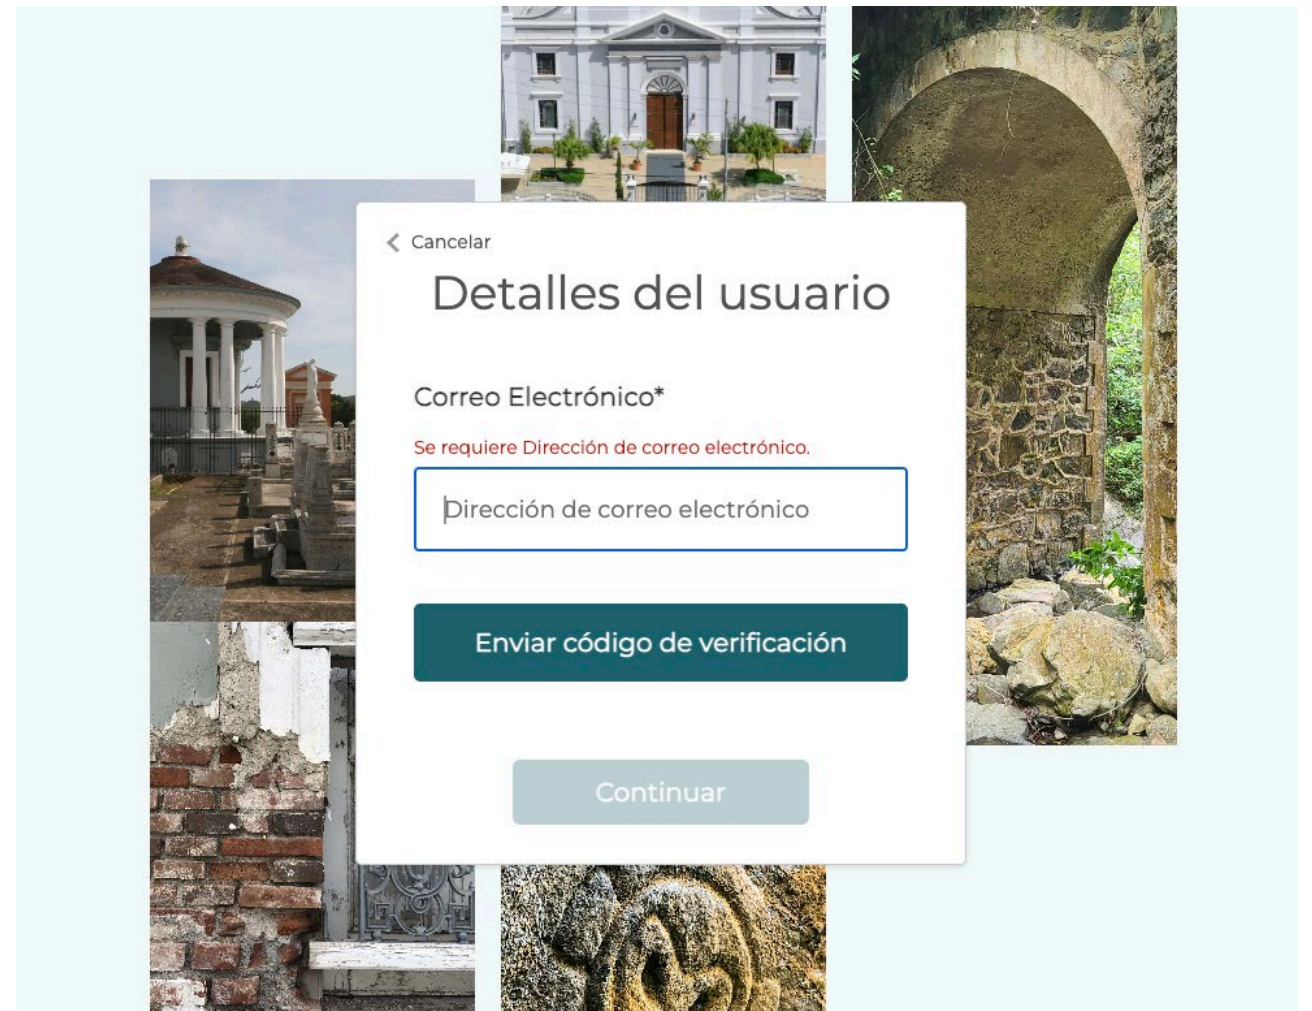 Cancelar
Detalles del usuario
Correo Electrónico*
Se requiere Dirección de correo electrónico.
Dirección de correo electrónico
Enviar código de verificación
Continuar